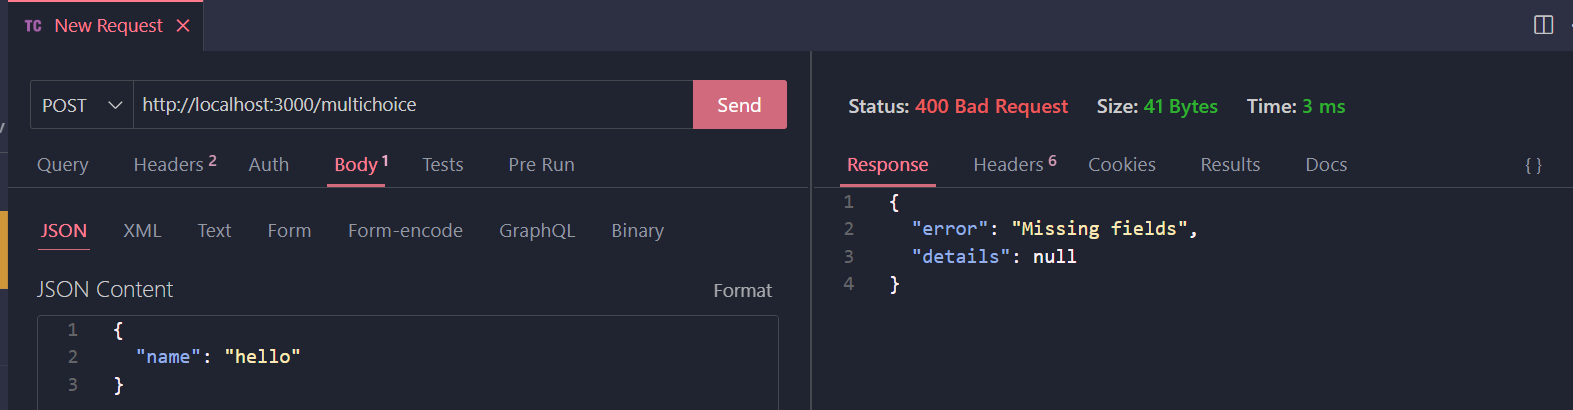 TC New Request
POST http://localhost:3000/multichoice Send
Query Headers 2 Auth Body 1 Tests Pre Run
JSON XML Text Form Form-encode GraphQL Binary
JSON Content Format
1 {
2 "name": "hello"
3 }
Status: 400 Bad Request Size: 41 Bytes Time: 3 ms
Response Headers 6 Cookies Results Docs { }
1 {
2 "error": "Missing fields",
3 "details": null
4 }